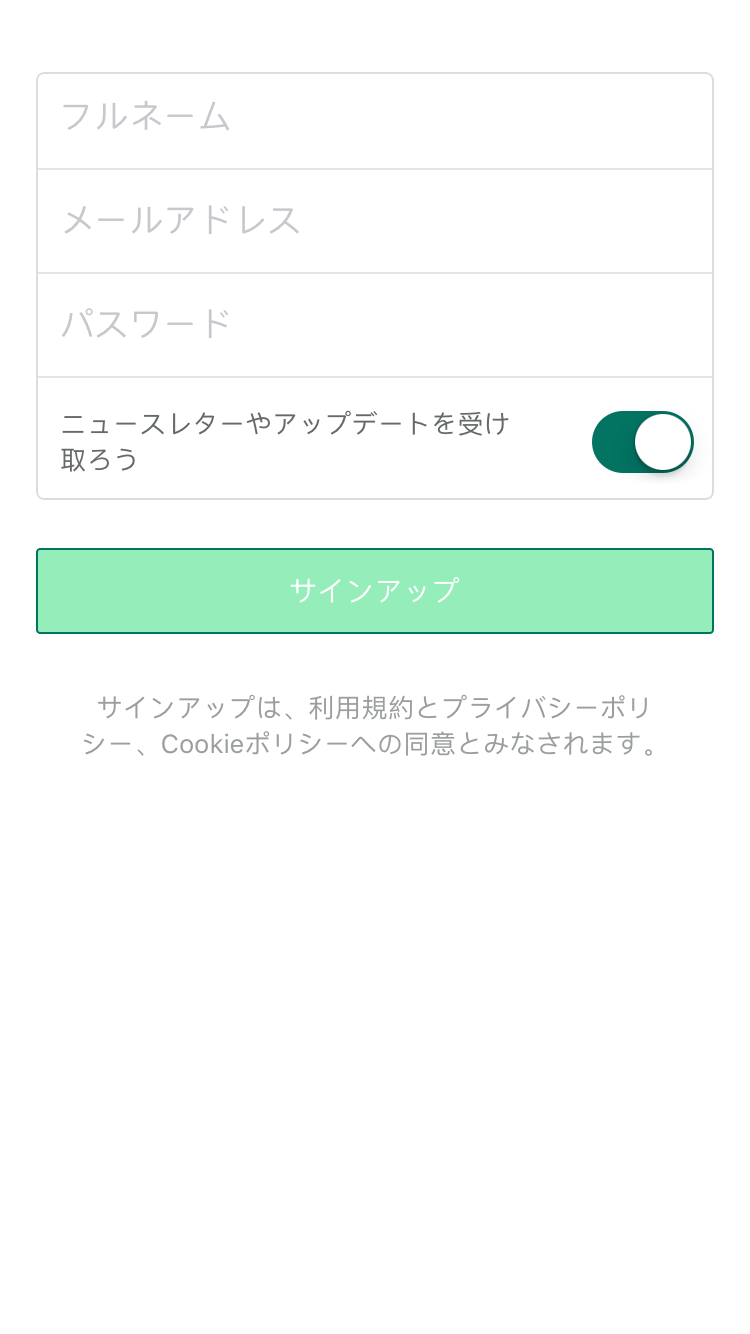 フルネーム
メールアドレス
パスワード
ニュースレターやアップデートを受け
取ろう
サインアップ
サインアップは、利用規約とプライバシーポリ
シー、Cookieポリシーへの同意とみなされます。